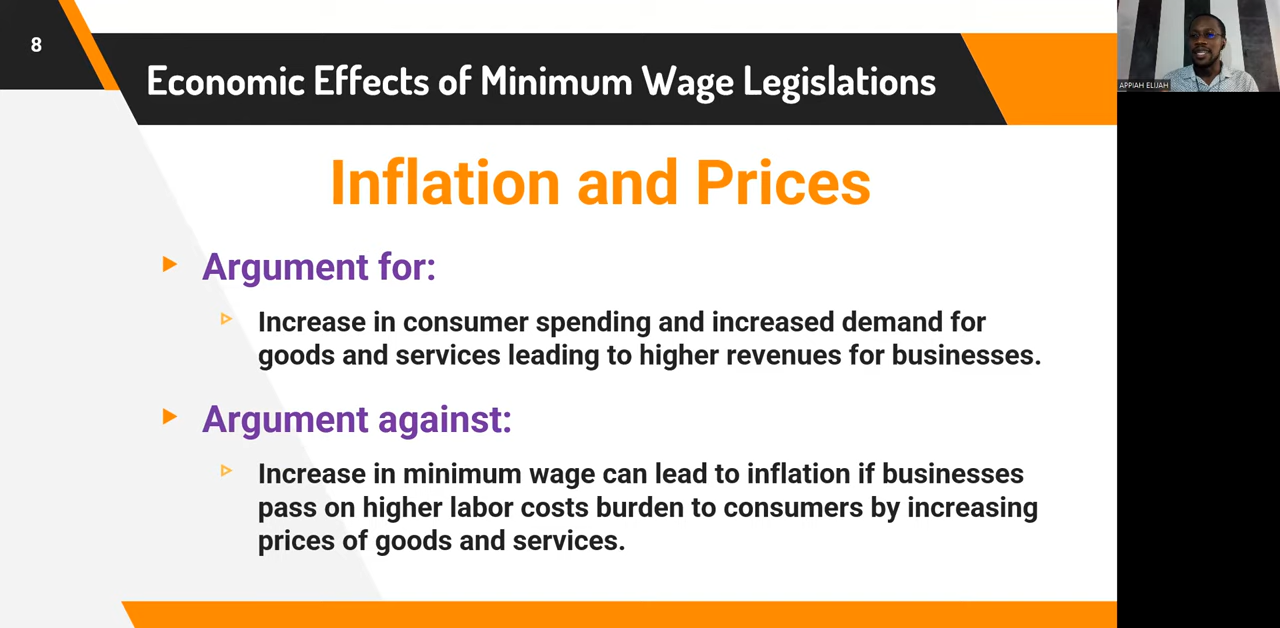 8
Economic Effects of Minimum Wage Legislations
APPIAH ELIJAH
Inflation and Prices
Argument for:
Increase in consumer spending and increased demand for
goods and services leading to higher revenues for businesses.
Argument against:
Increase in minimum wage can lead to inflation if businesses
pass on higher labor costs burden to consumers by increasing
prices of goods and services.